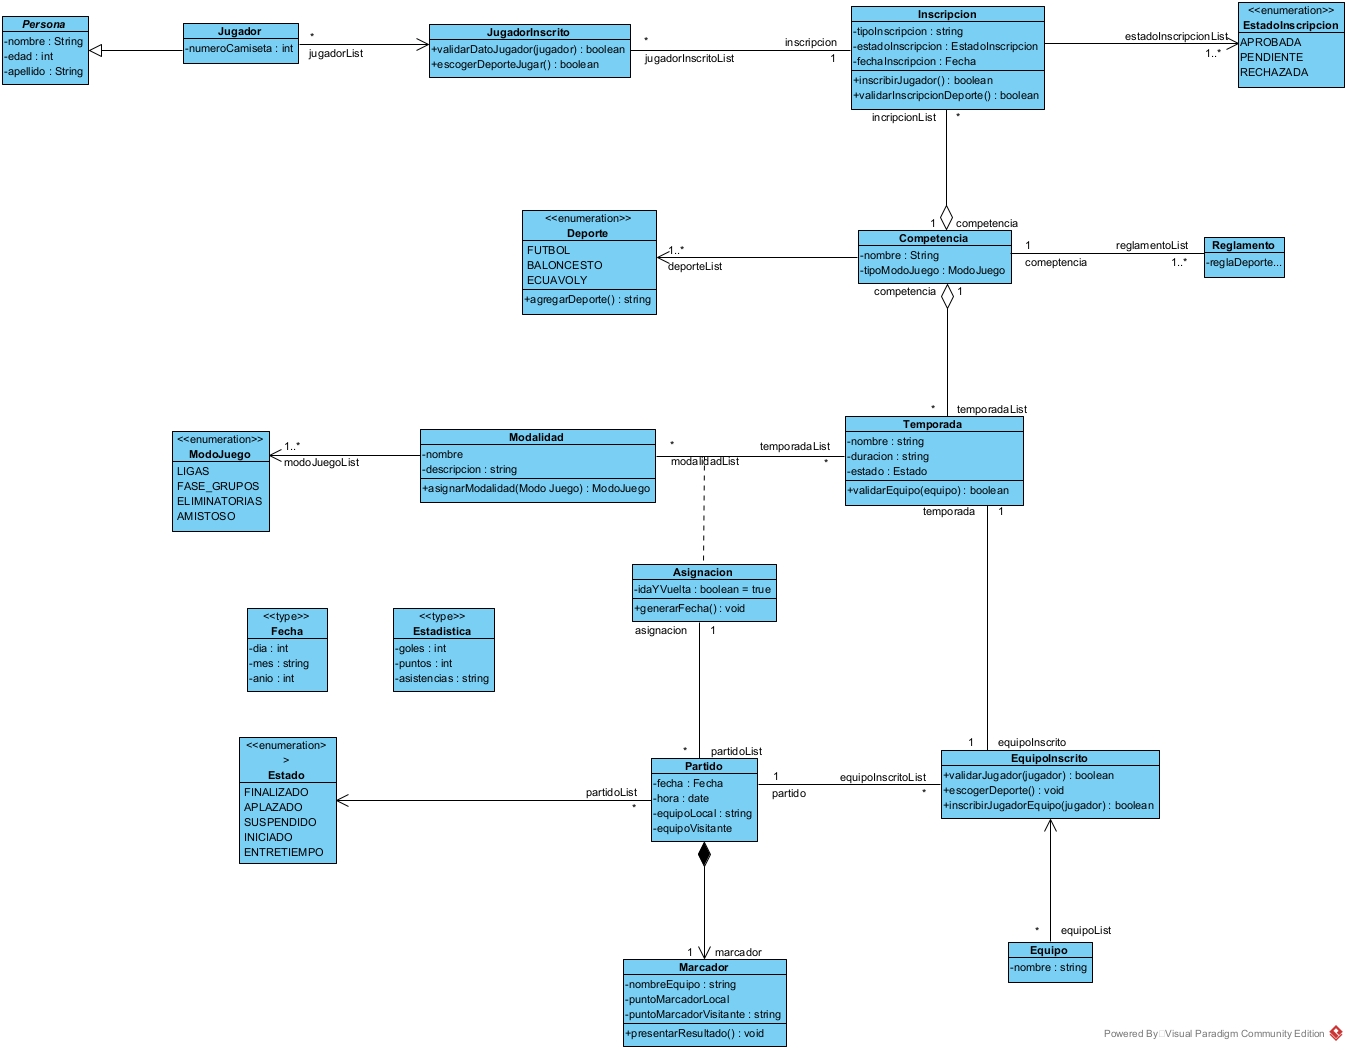 Persona
-nombre : String
-edad : int
-apellido : String
Jugador
-numeroCamiseta : int
*
jugadorList
JugadorInscrito
+validarDatoJugador(jugador) : boolean
+escogerDeporteJugar() : boolean
*
jugadorInscritoList
inscripcion
1
Inscripcion
-tipoInscripcion : string
-estadoInscripcion : EstadoInscripcion
-fechaInscripcion : Fecha
+inscribirJugador() : boolean
+validarInscripcionDeporte() : boolean
estadoInscripcionList
1..*
<<enumeration>>
EstadoInscripcion
APROBADA
PENDIENTE
RECHAZADA
incripcionList
*
1
competencia
<<enumeration>>
Deporte
FUTBOL
BALONCESTO
ECUAVOLY
+agregarDeporte() : string
1..*
deporteList
Competencia
-nombre : String
-tipoModoJuego : ModoJuego
1
comeptencia
reglamentoList
1..*
Reglamento
-reglaDeporte...
competencia
1
*
temporadaList
<<enumeration>>
ModoJuego
LIGAS
FASE_GRUPOS
ELIMINATORIAS
AMISTOSO
1..*
modoJuegoList
Modalidad
-nombre
-descripcion : string
+asignarModalidad(Modo Juego) : ModoJuego
*
modalidadList
temporadaList
*
Temporada
-nombre : string
-duracion : string
-estado : Estado
+validarEquipo(equipo) : boolean
temporada
1
Asignacion
-idaYVuelta : boolean = true
+generarFecha() : void
asignacion
1
<<type>>
Fecha
-dia : int
-mes : string
-anio : int
<<type>>
Estadistica
-goles : int
-puntos : int
-asistencias : string
<<enumeration>
>
Estado
FINALIZADO
APLAZADO
SUSPENDIDO
INICIADO
ENTRETIEMPO
partidoList
*
*
partidoList
Partido
-fecha : Fecha
-hora : date
-equipoLocal : string
-equipoVisitante
1
partido
equipoInscritoList
*
1
equipoInscrito
EquipoInscrito
+validarJugador(jugador) : boolean
+escogerDeporte() : void
+inscribirJugadorEquipo(jugador) : boolean
*
equipoList
Equipo
-nombre : string
1
marcador
Marcador
-nombreEquipo : string
-puntoMarcadorLocal
-puntoMarcadorVisitante : string
+presentarResultado() : void
Powered By Visual Paradigm Community Edition